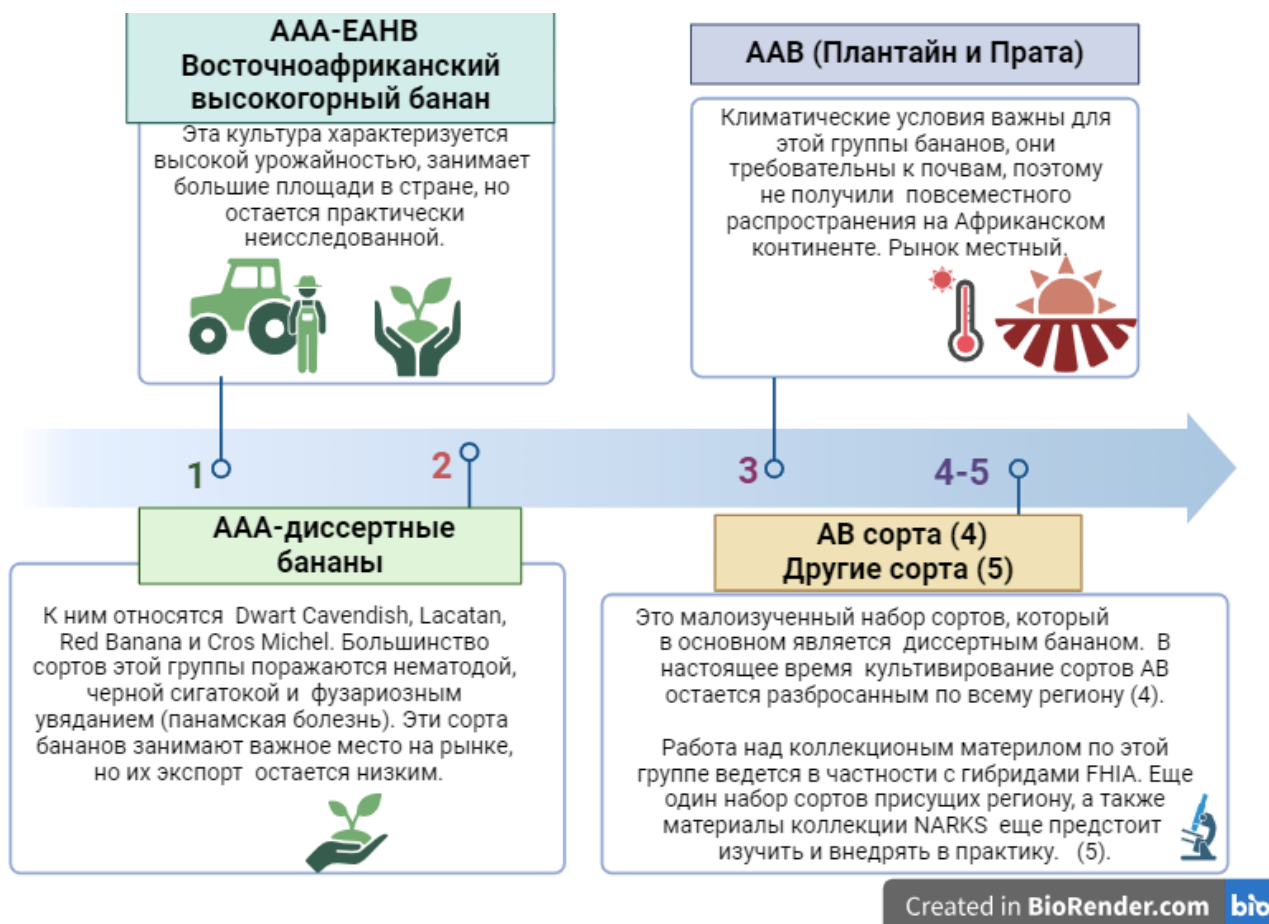 ААА-ЕАНВ
Восточноафриканский
высокогорный банан
Эта культура характеризуется
высокой урожайностью, занимает
большие площади в стране, но
остается практически
неисследованной.
ААВ (Плантайн и Прата)
Климатические условия важны для
этой группы бананов, они
требовательны к почвам, поэтому
не получили повсеместного
распространения на Африканском
континенте. Рынок местный.
1
2
3
4-5
ААА-диссертные
бананы
К ним относятся Dwart Cavendish, Lacatan,
Red Banana и Cros Michel. Большинство
сортов этой группы поражаются нематодой,
черной сигатокой и фузариозным
увяданием (панамская болезнь). Эти сорта
бананов занимают важное место на рынке,
но их экспорт остается низким.
АВ сорта (4)
Другие сорта (5)
Это малоизученный набор сортов, который
в основном является диссертным бананом. В
настоящее время культивирование сортов АВ
остается разбросанным по всему региону (4).
Работа над коллекционым материлом по этой
группе ведется в частности с гибридами FHIA. Еще
один набор сортов присущих региону, а также
материалы коллекции NARKS еще предстоит
изучить и внедрять в практику. (5).
Created in BioRender.com bio